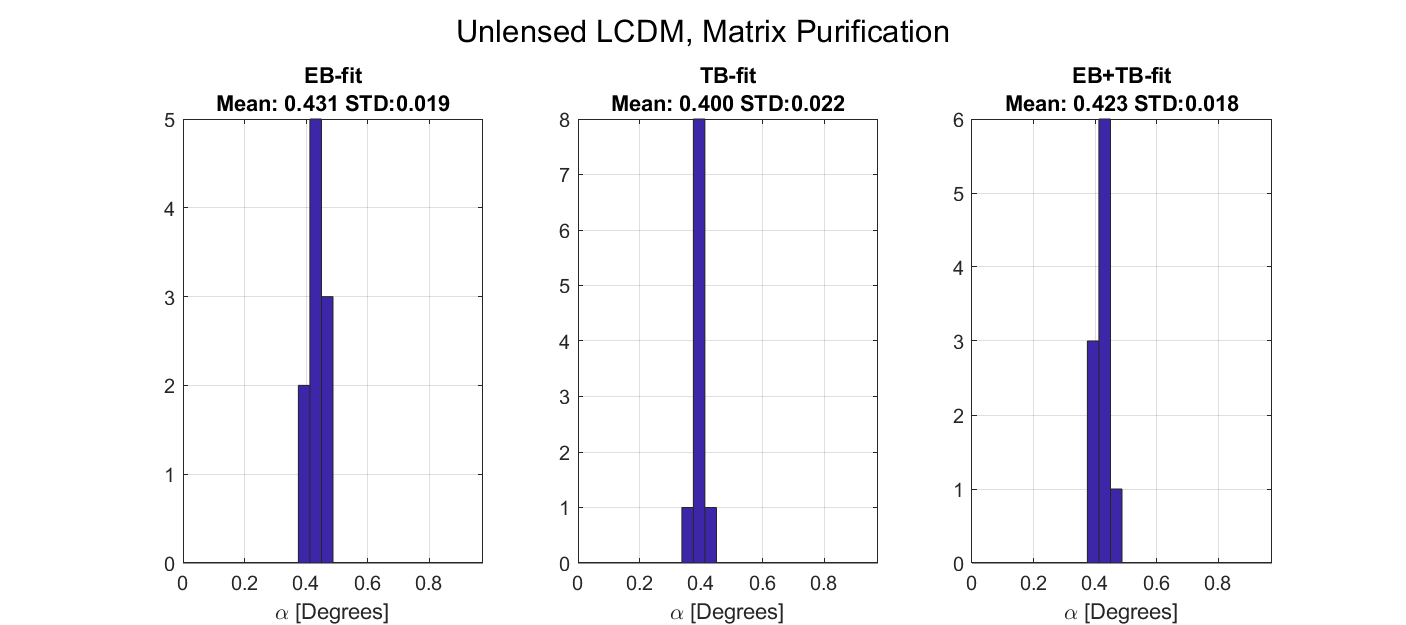 Unlensed LCDM, Matrix Purification
EB-fit
Mean: 0.431 STD:0.019
5
4
3
2
1
0
0 0.2 0.4 0.6 0.8
α [Degrees]
TB-fit
Mean: 0.400 STD:0.022
8
7
6
5
4
3
2
1
0
0 0.2 0.4 0.6 0.8
α [Degrees]
EB+TB-fit
Mean: 0.423 STD:0.018
6
5
4
3
2
1
0
0 0.2 0.4 0.6 0.8
α [Degrees]